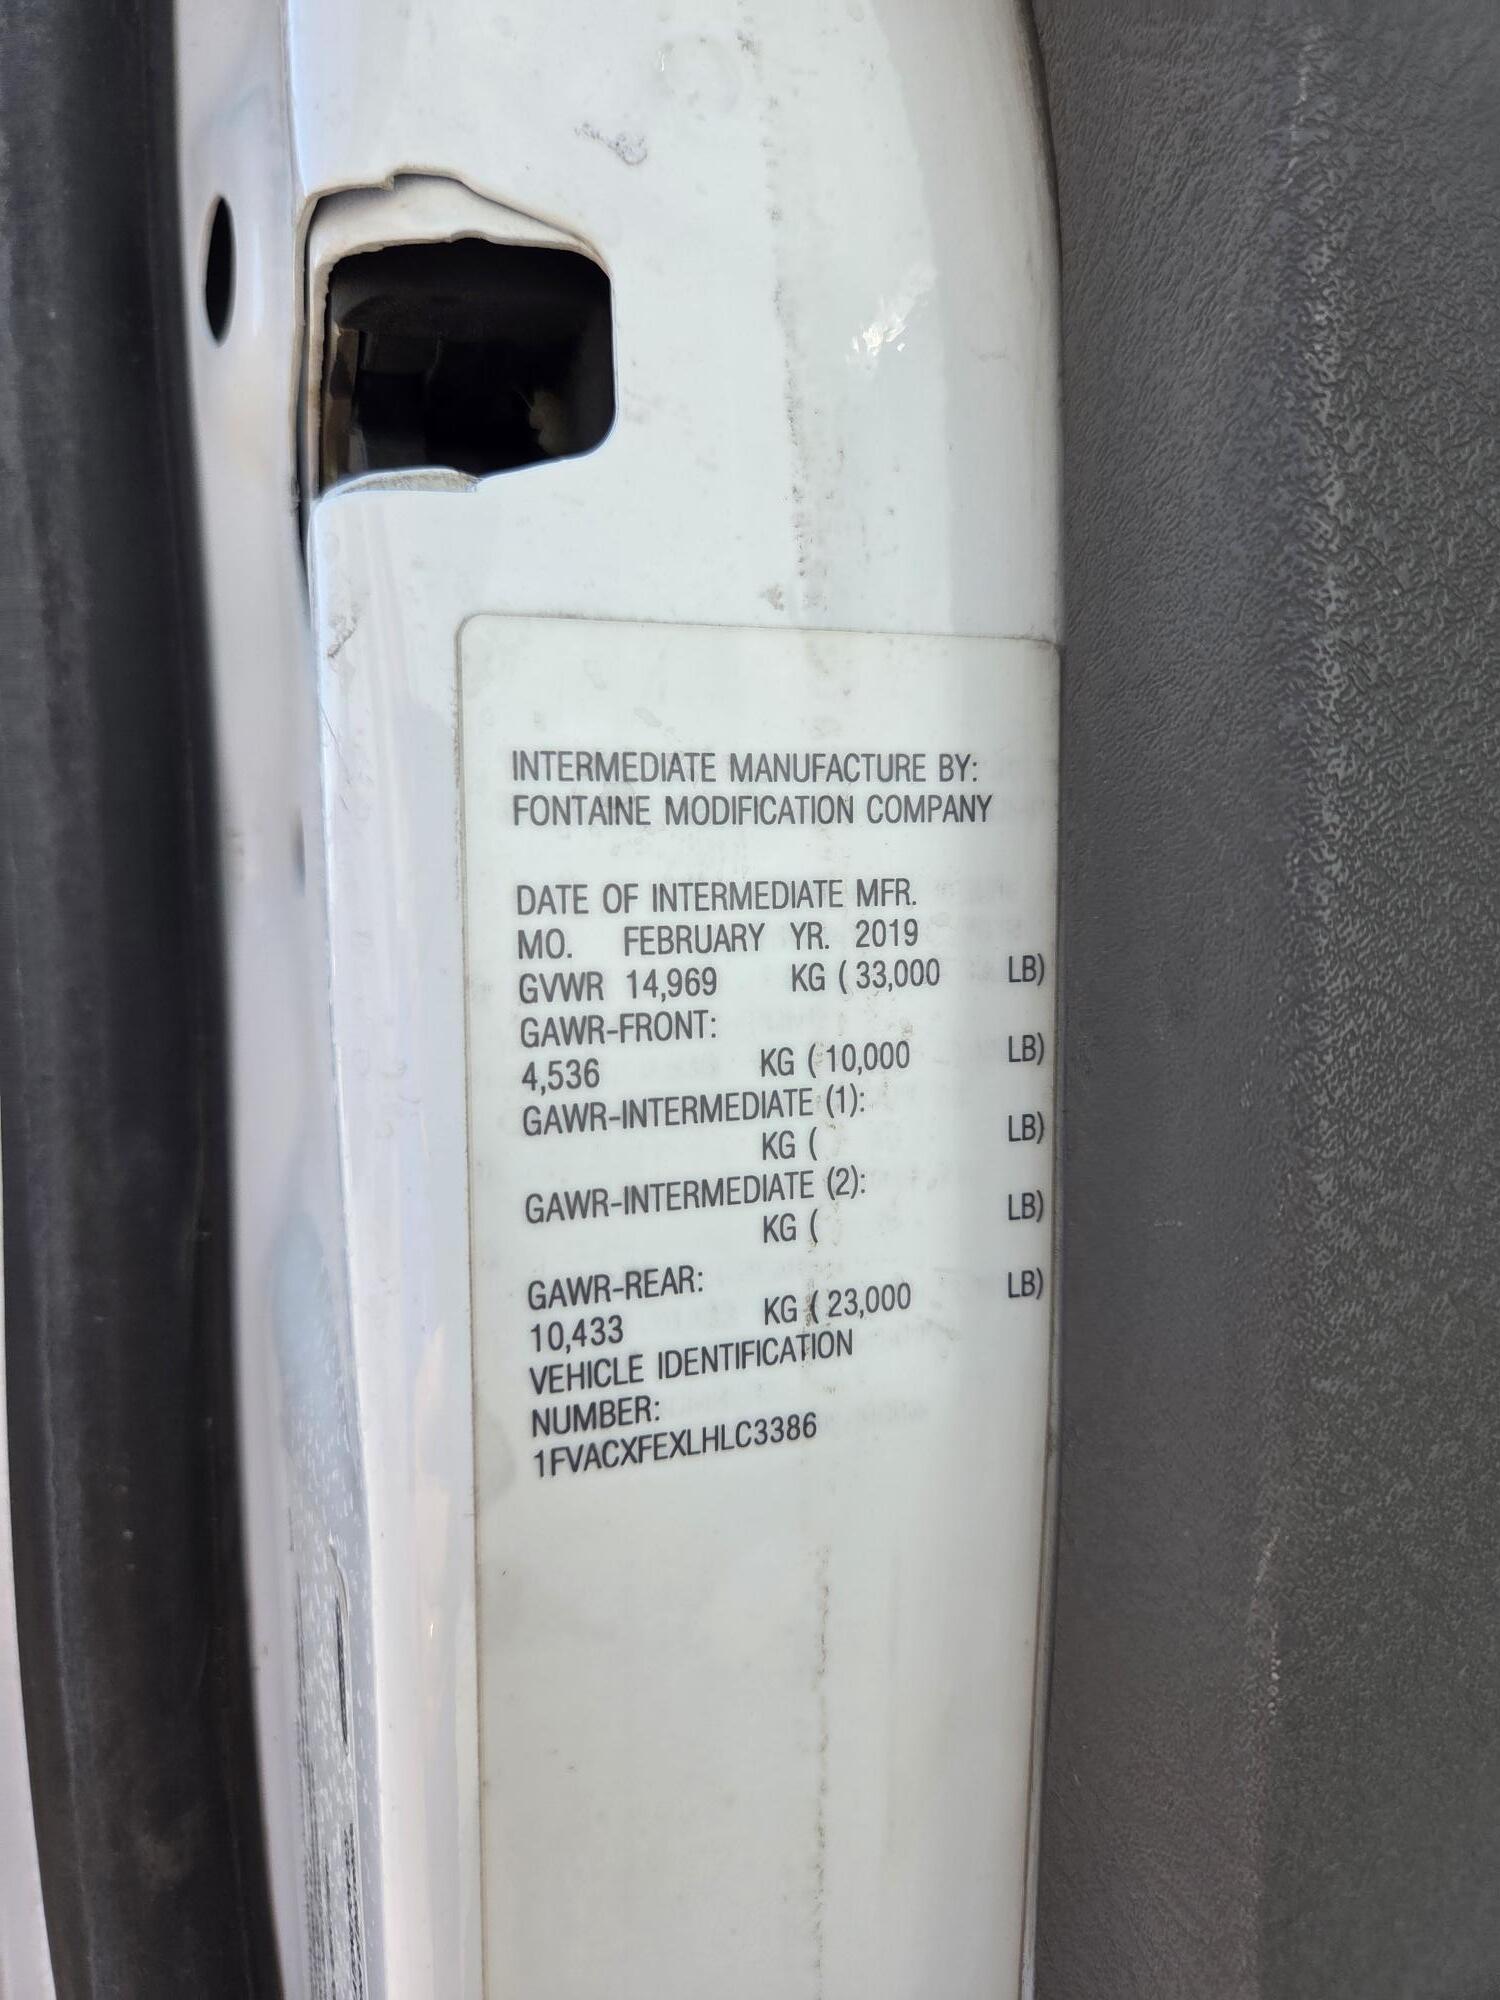 INTERMEDIATE MANUFACTURE BY:
FONTAINE MODIFICATION COMPANY
DATE OF INTERMEDIATE MFR.
MO. FEBRUARY YR. 2019
GVWR 14,969 KG ( 33,000 LB)
GAWR-FRONT:
4,536 KG ( 10,000 LB)
GAWR-INTERMEDIATE (1):
KG ( LB)
GAWR-INTERMEDIATE (2):
KG ( LB)
GAWR-REAR:
10,433 KG ( 23,000 LB)
VEHICLE IDENTIFICATION
NUMBER:
1FVACXFEXLHLC3386